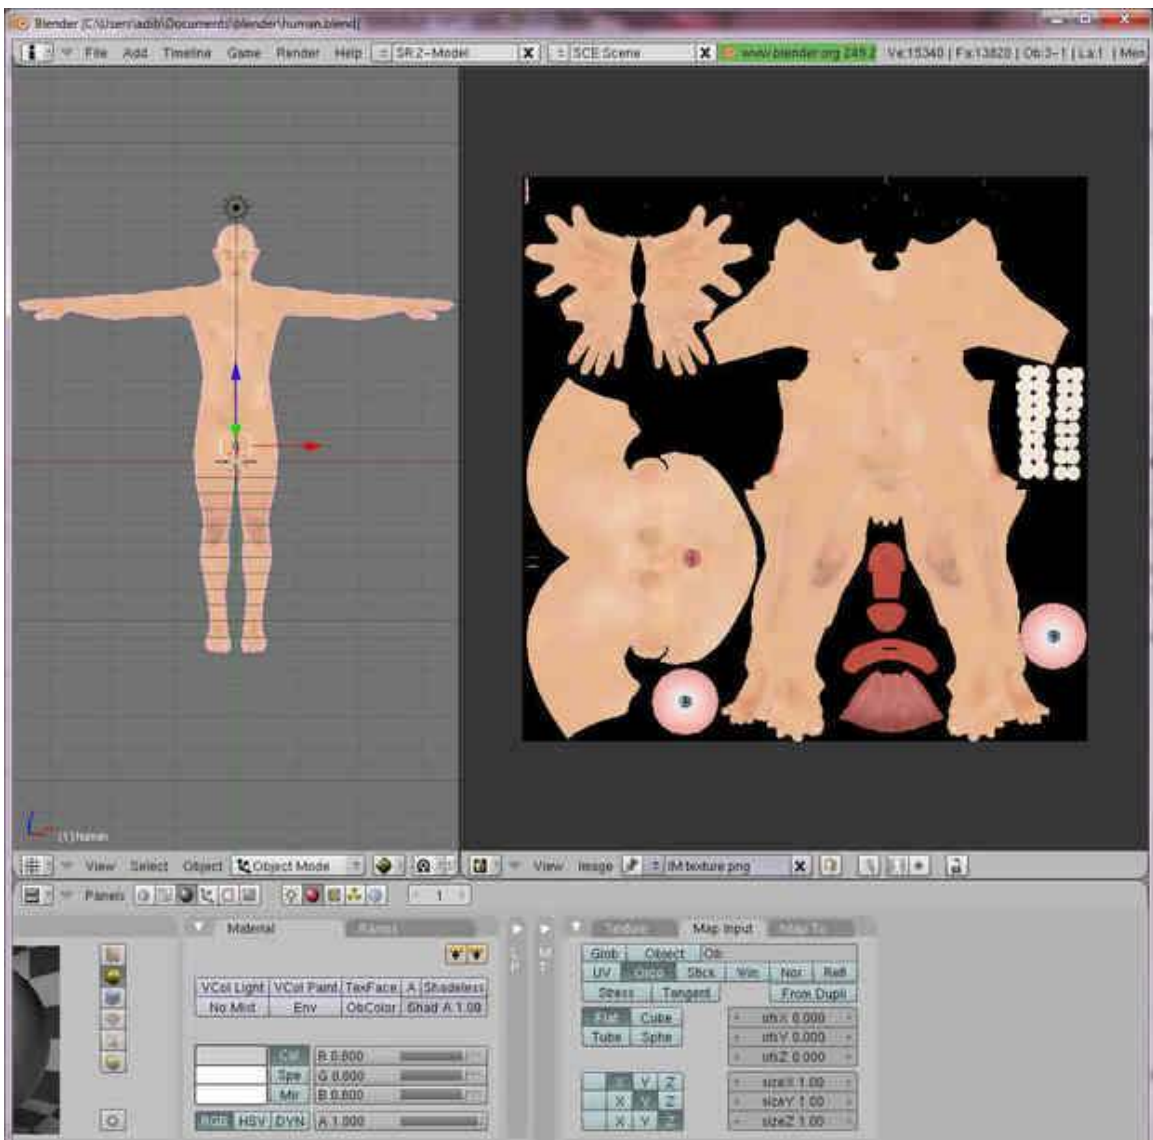 Blender [C:\Users\adib\Documents\blender\human.blend]
File Add Timeline Game Render Help SR:2-Model X SCE:Scene X www.blender.org 249.2 Ve:15340 | Fa:13820 | Ob:3-1 | La:1 | Mem
(1) human
View Select Object Object Mode
View Image IM:texture.png X
Panels 1
Material Ramps
Texture Map Input Map To
Glob Object Ob:
UV Orco Stick Win Nor Refl
Stress Tangent From Dupli
VCol Light VCol Paint TexFace A Shadeless
No Mist Env ObColor Shad A 1.00
Flat Cube
Tube Sphe
ofsX 0.000
ofsY 0.000
ofsZ 0.000
Col R 0.800
Spe G 0.800
Mir B 0.800
RGB HSV DYN A 1.000
X Y Z
X Y Z
X Y Z
sizeX 1.00
sizeY 1.00
sizeZ 1.00